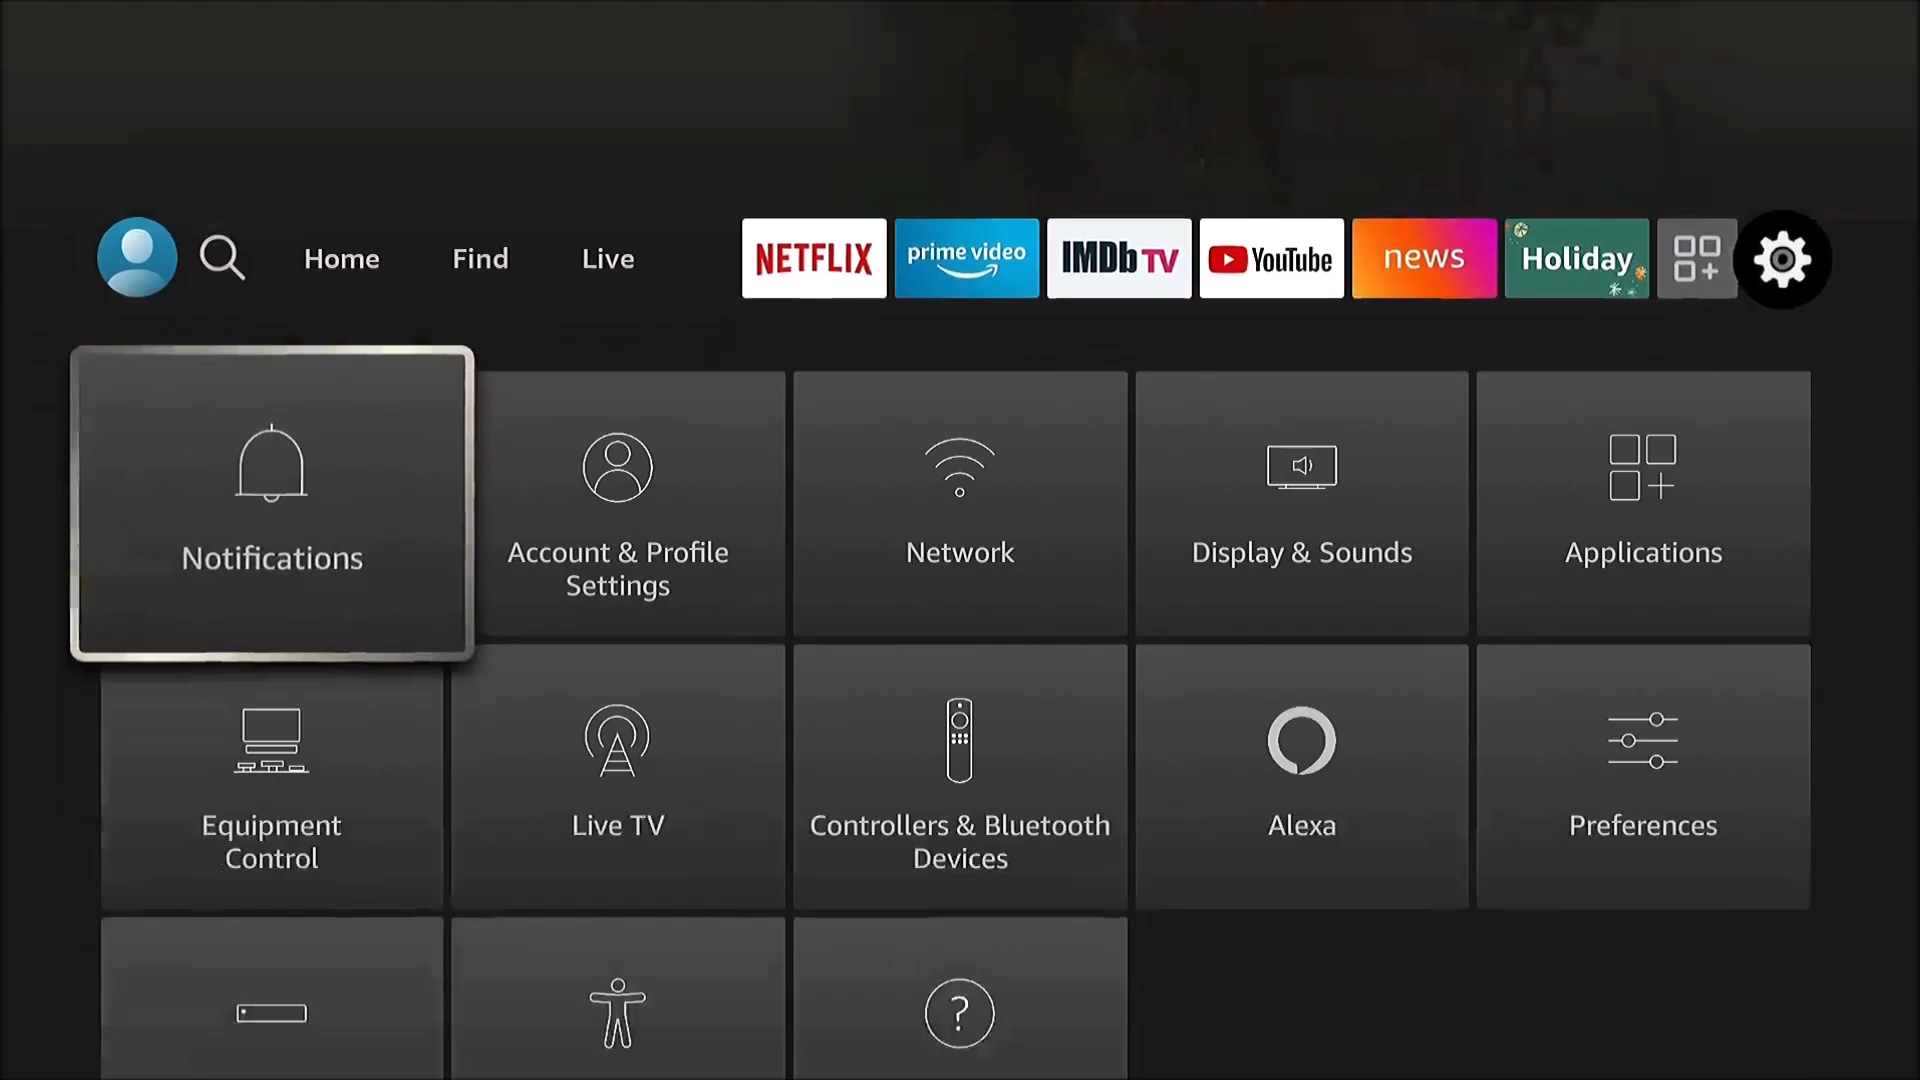 Home Find Live NETFLIX prime video IMDb TV YouTube news Holiday
Notifications
Account & Profile
Settings
Network
Display & Sounds
Applications
Equipment
Control
Live TV
Controllers & Bluetooth
Devices
Alexa
Preferences
?